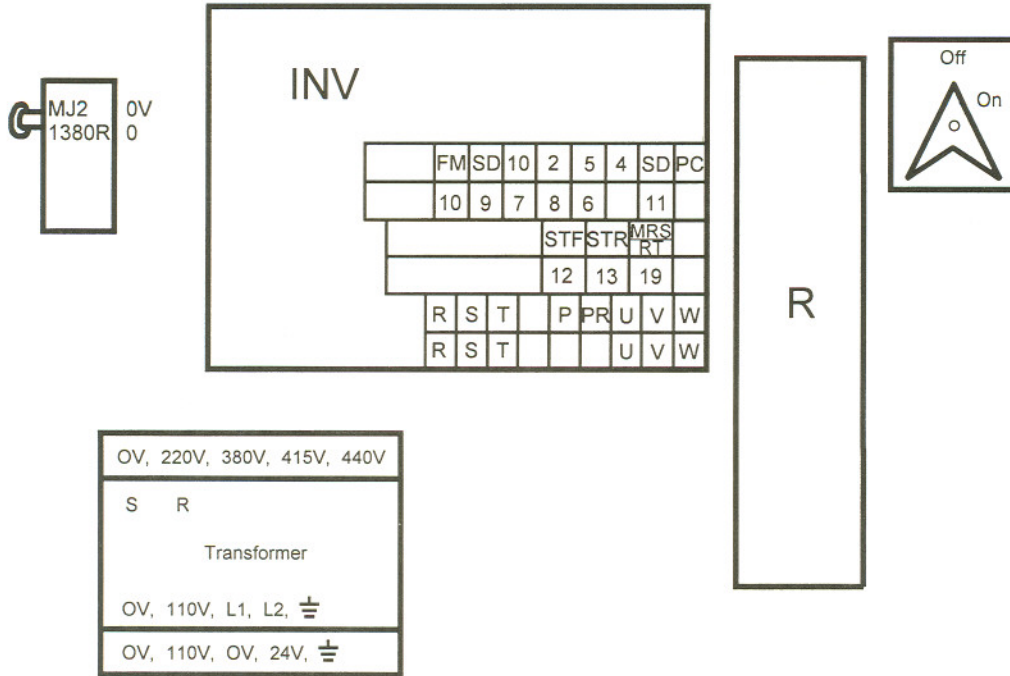 INV
Off
On
MJ2 0V
1380R 0
FM SD 10 2 5 4 SD PC
10 9 7 8 6 11
STF STR MRS
RT
12 13 19
R S T P PR U V W
R S T U V W
R
OV, 220V, 380V, 415V, 440V
S R
Transformer
OV, 110V, L1, L2,
OV, 110V, OV, 24V,